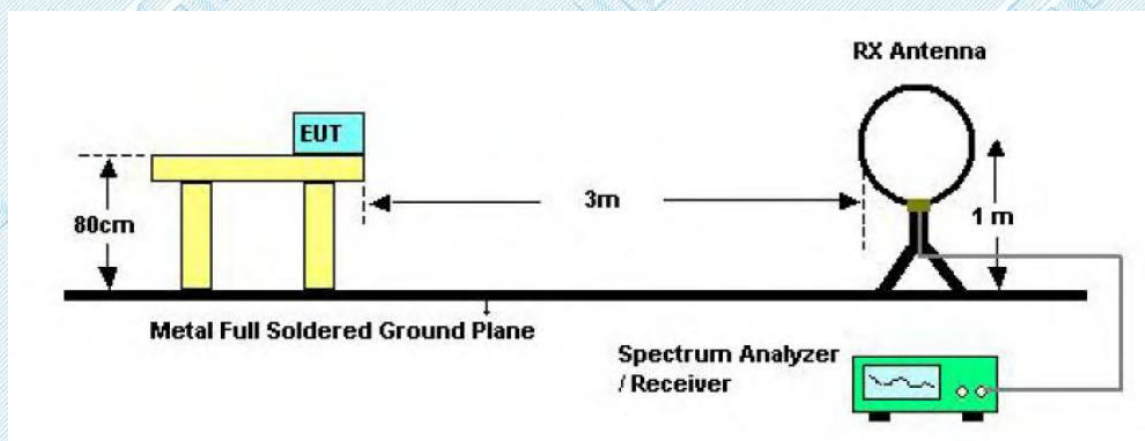 RX Antenna
EUT
80cm
3m
1 m
Metal Full Soldered Ground Plane
Spectrum Analyzer
/ Receiver